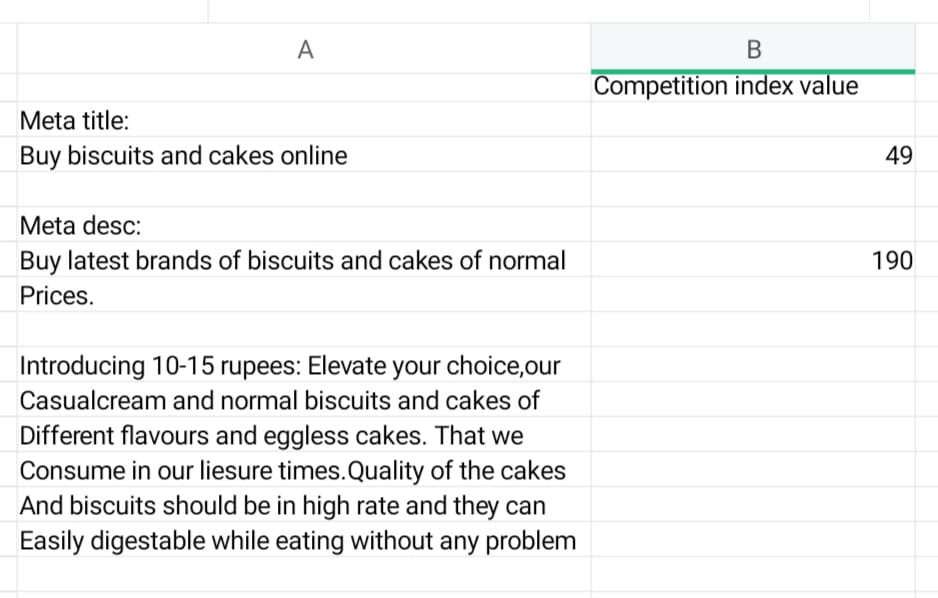 A B
Competition index value
Meta title:
Buy biscuits and cakes online 49
Meta desc:
Buy latest brands of biscuits and cakes of normal 190
Prices.
Introducing 10-15 rupees: Elevate your choice,our
Casualcream and normal biscuits and cakes of
Different flavours and eggless cakes. That we
Consume in our liesure times.Quality of the cakes
And biscuits should be in high rate and they can
Easily digestable while eating without any problem